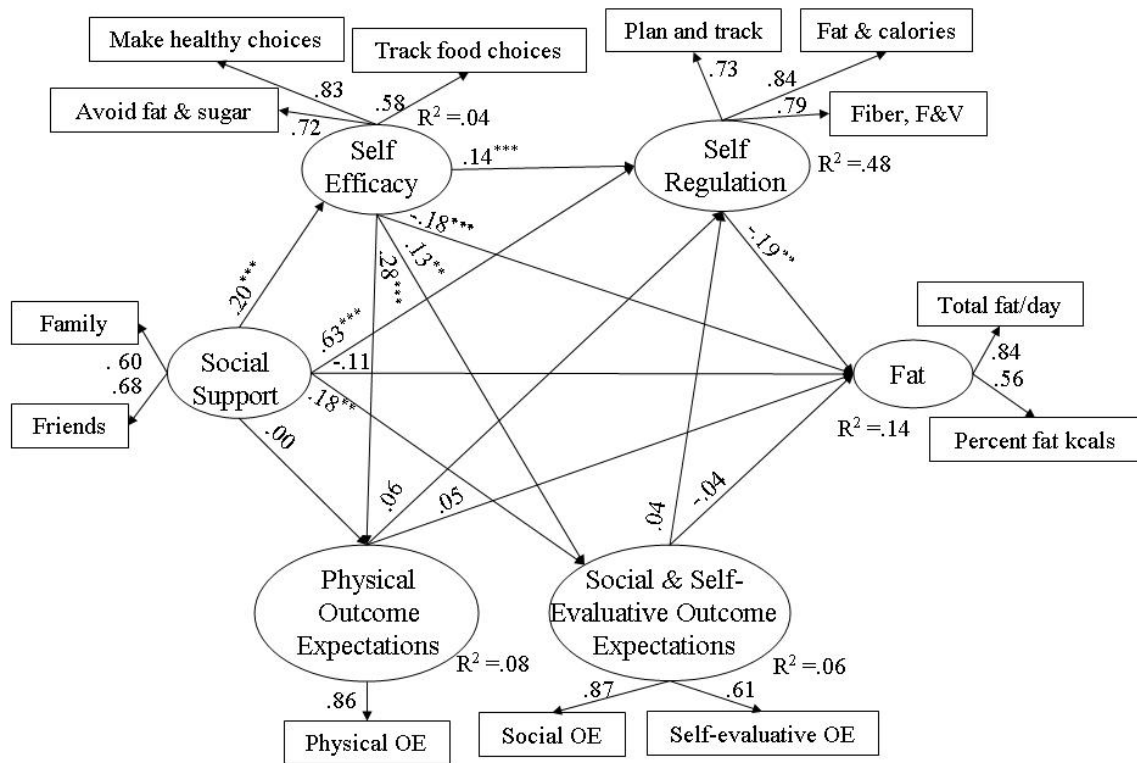 Make healthy choices
Track food choices
Plan and track
Fat & calories
.83
.58
.73
.84
Avoid fat & sugar
.72
R² =.04
.79
Fiber, F&V
Self
Efficacy
.14***
Self
Regulation
R² =.48
-.18***
.13**
.28***
-.19**
.20***
Family
. 60
.68
Friends
Social
Support
.63***
-.11
.18**
.00
Total fat/day
.84
.56
Fat
R² =.14
Percent fat kcals
.06
.05
.04
-.04
Physical
Outcome
Expectations
R² =.08
Social & Self-
Evaluative Outcome
Expectations
R² =.06
.86
.87
.61
Physical OE
Social OE
Self-evaluative OE